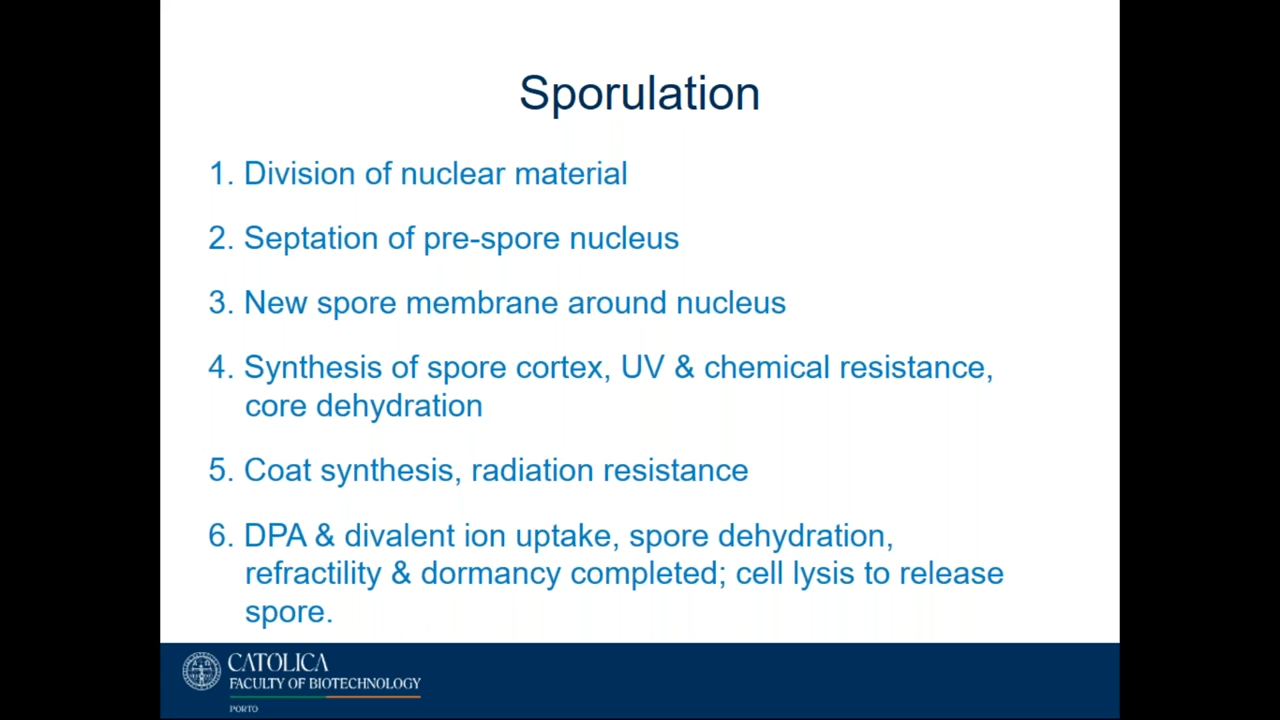 Sporulation
1. Division of nuclear material
2. Septation of pre-spore nucleus
3. New spore membrane around nucleus
4. Synthesis of spore cortex, UV & chemical resistance,
core dehydration
5. Coat synthesis, radiation resistance
6. DPA & divalent ion uptake, spore dehydration,
refractility & dormancy completed; cell lysis to release
spore.
CATÓLICA
FACULTY OF BIOTECHNOLOGY
PORTO